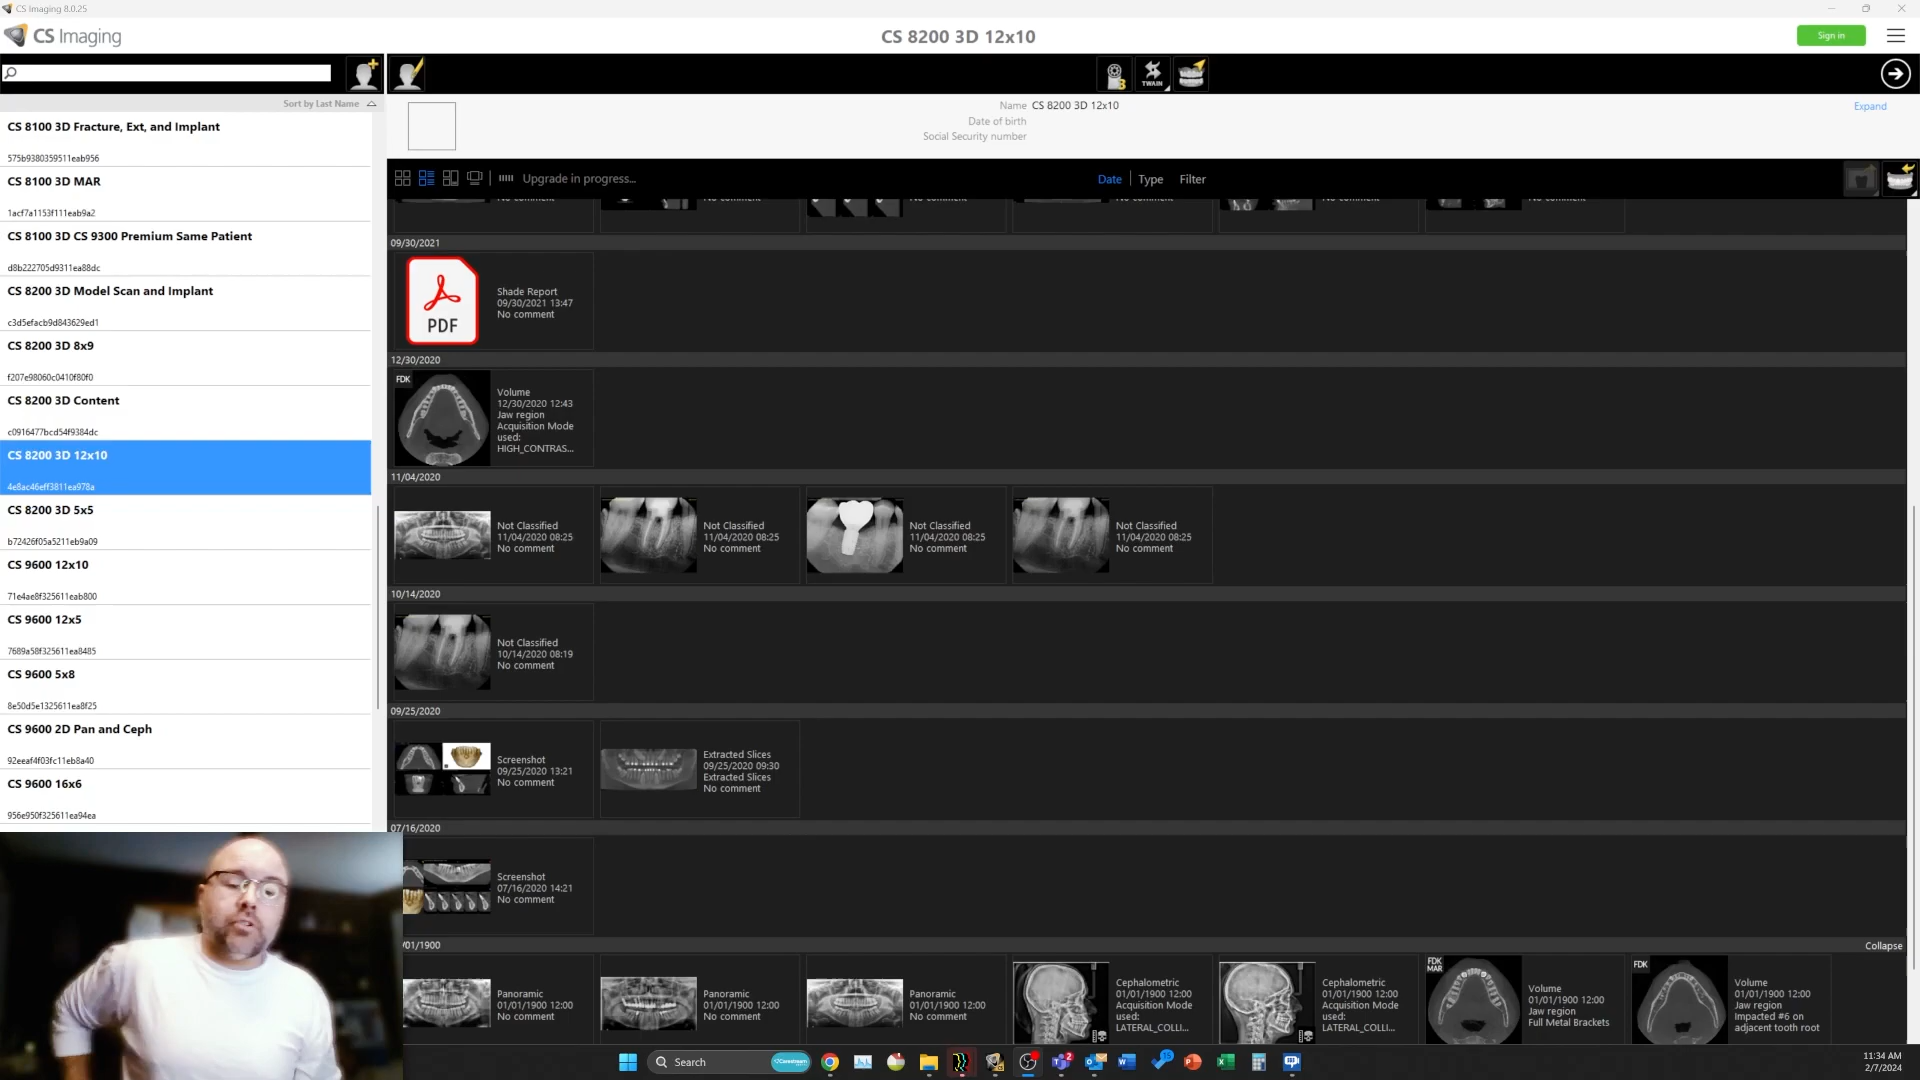 CS Imaging 8.0.25
CS Imaging
CS 8200 3D 12x10
Sign in
TWAIN
Sort by Last Name
Name CS 8200 3D 12x10
Date of birth
Social Security number
Expand
CS 8100 3D Fracture, Ext, and Implant
575b9380359511eab956
CS 8100 3D MAR
1acf7a1153f111eab9a2
CS 8100 3D CS 9300 Premium Same Patient
d8b222705d9311ea88dc
CS 8200 3D Model Scan and Implant
c3d5efacb9d843629ed1
CS 8200 3D 8x9
f207e98060c0410f80f0
CS 8200 3D Content
c0916477bcd54f9384dc
CS 8200 3D 12x10
4e8ac46eff3811ea978a
CS 8200 3D 5x5
b72426f05a5211eb9a09
CS 9600 12x10
71e4ae8f325611eab800
CS 9600 12x5
7689a58f325611ea8485
CS 9600 5x8
8e50d5e1325611ea8f25
CS 9600 2D Pan and Ceph
92eeaf4f03fc11eb8a40
CS 9600 16x6
956e950f325611ea94ea
Upgrade in progress...
Date Type Filter
09/30/2021
PDF
Shade Report
09/30/2021 13:47
No comment
12/30/2020
FDK
Volume
12/30/2020 12:43
Jaw region
Acquisition Mode
used:
HIGH_CONTRAS...
11/04/2020
Not Classified
11/04/2020 08:25
No comment
Not Classified
11/04/2020 08:25
No comment
Not Classified
11/04/2020 08:25
No comment
Not Classified
11/04/2020 08:25
No comment
10/14/2020
Not Classified
10/14/2020 08:19
No comment
09/25/2020
Screenshot
09/25/2020 13:21
No comment
Extracted Slices
09/25/2020 09:30
Extracted Slices
No comment
07/16/2020
Screenshot
07/16/2020 14:21
No comment
/01/1900
Collapse
Panoramic
01/01/1900 12:00
No comment
Panoramic
01/01/1900 12:00
No comment
Panoramic
01/01/1900 12:00
No comment
Cephalometric
01/01/1900 12:00
Acquisition Mode
used:
LATERAL_COLLI...
Cephalometric
01/01/1900 12:00
Acquisition Mode
used:
LATERAL_COLLI...
FDK
MAR
Volume
01/01/1900 12:00
Jaw region
Full Metal Brackets
FDK
Volume
01/01/1900 12:00
Jaw region
Impacted #6 on
adjacent tooth root
Search
11:34 AM
2/7/2024